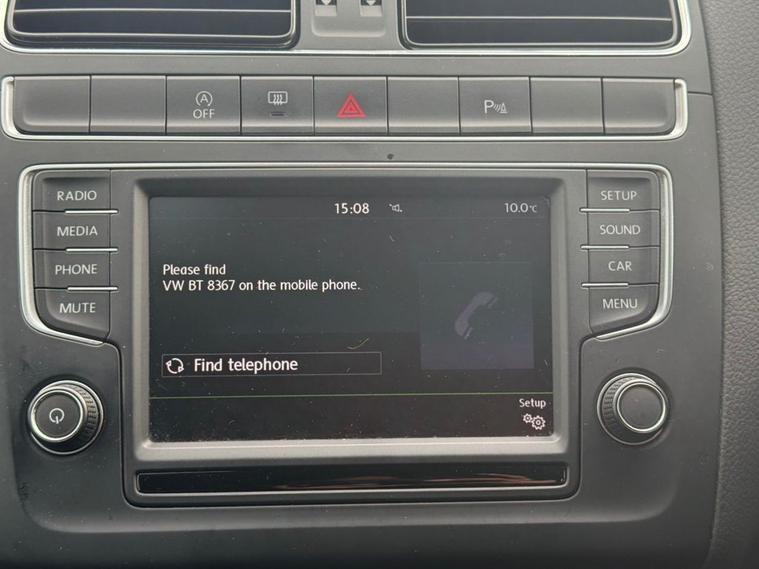 A
OFF
P
RADIO
MEDIA
PHONE
MUTE
15:08
10.0°C
Please find
VW BT 8367 on the mobile phone.
Find telephone
Setup
SETUP
SOUND
CAR
MENU